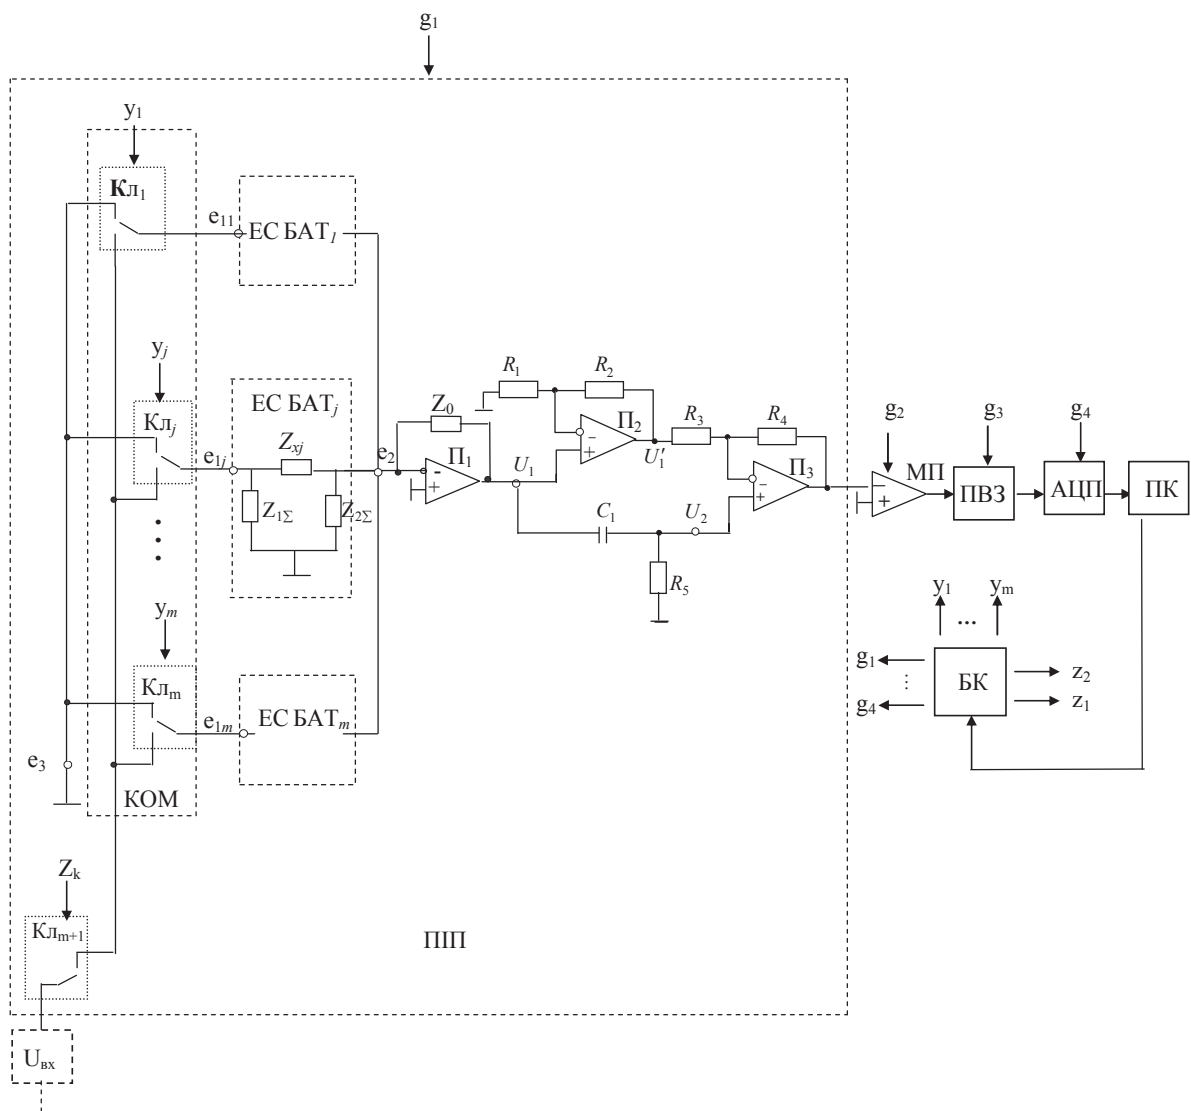 g₁
y₁
Кл₁
e₁₁
ЕС БАТ₁
yⱼ
Клⱼ
e₁ⱼ
ЕС БАТⱼ
Zₓⱼ
Z₁Σ
Z₂Σ
e₂
Z₀
П₁
-
+
U₁
R₁
R₂
П₂
−
+
U₁′
R₃
R₄
П₃
−
+
C₁
U₂
R₅
g₂
МП
−
+
g₃
ПВЗ
g₄
АЦП
ПК
yₘ
Клₘ
e₁ₘ
ЕС БАТₘ
e₃
КОМ
y₁
...
yₘ
g₁
...
g₄
БК
z₂
z₁
Zₖ
Клₘ₊₁
ПІП
Uвх